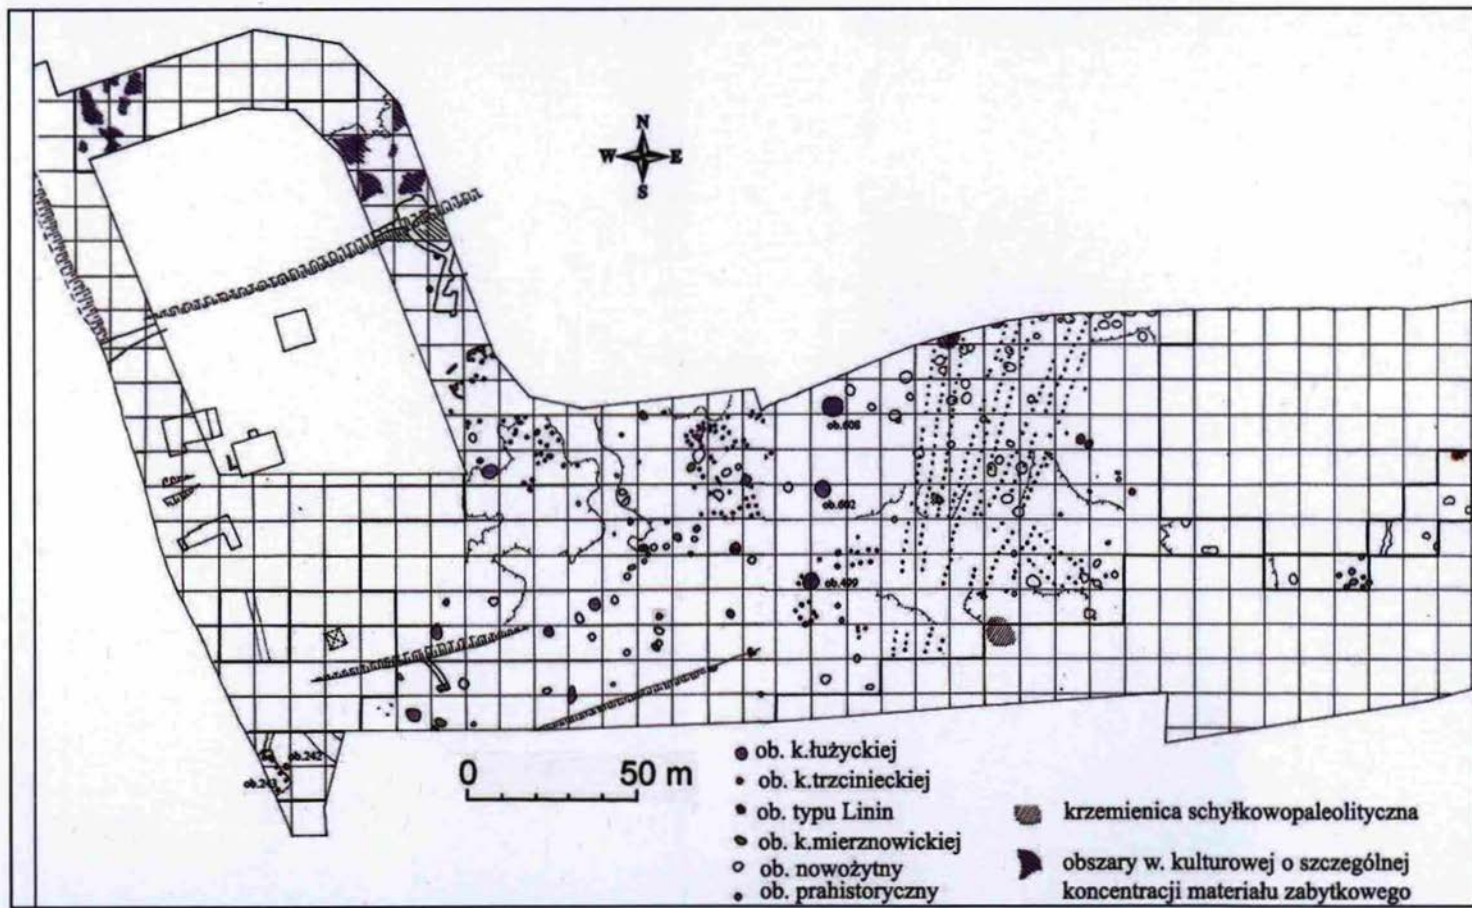 N
W E
S
ob.608
ob.602
ob.499
ob.242
ob.243
0 50 m
ob. k.łużyckiej
ob. k.trzcinieckiej
ob. typu Linin
ob. k.mierznowickiej
ob. nowożytny
ob. prahistoryczny
krzemienica schyłkowopaleolityczna
obszary w. kulturowej o szczególnej
koncentracji materiału zabytkowego